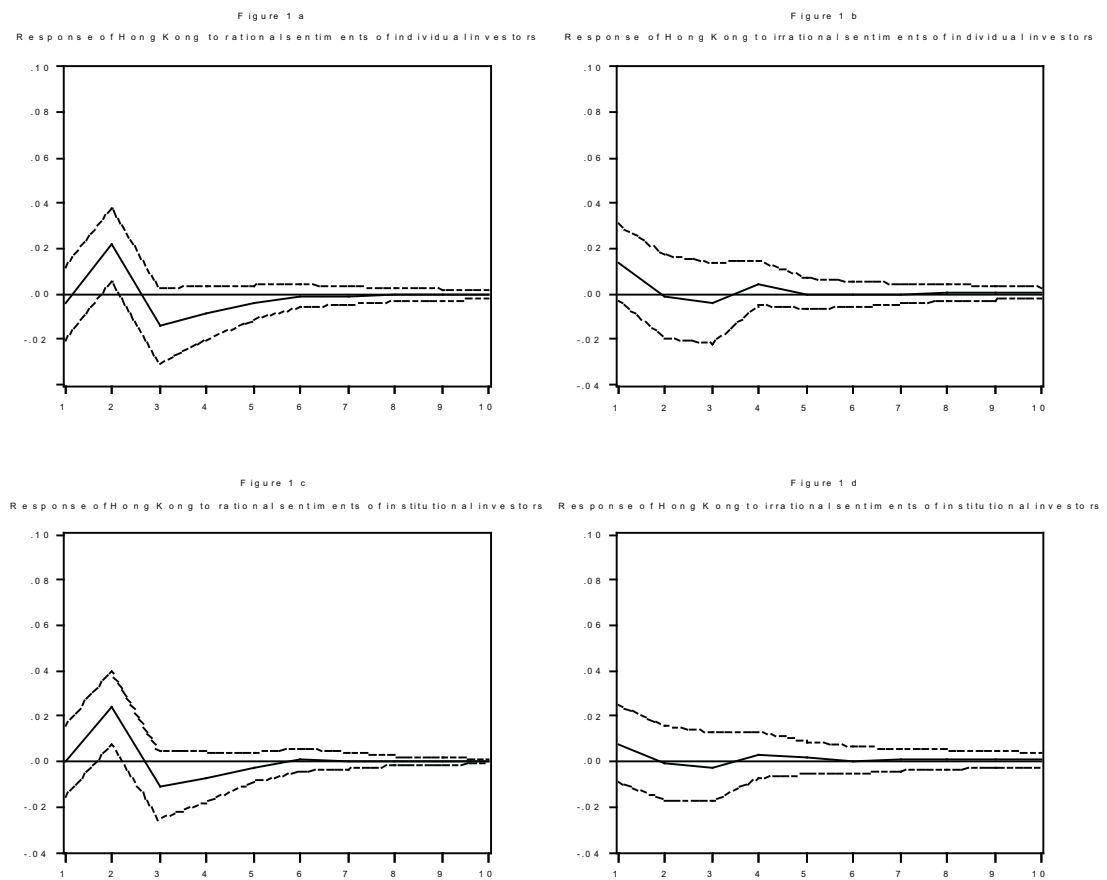 Figure 1 a
Response of Hong Kong to rational sentiments of individual investors
.10
.08
.06
.04
.02
.00
-.02
1 2 3 4 5 6 7 8 9 10
Figure 1 b
Response of Hong Kong to irrational sentiments of individual investors
.10
.08
.06
.04
.02
.00
-.02
-.04
1 2 3 4 5 6 7 8 9 10
Figure 1 c
Response of Hong Kong to rational sentiments of institutional investors
.10
.08
.06
.04
.02
.00
-.02
-.04
1 2 3 4 5 6 7 8 9 10
Figure 1 d
Response of Hong Kong to irrational sentiments of institutional investors
.10
.08
.06
.04
.02
.00
-.02
-.04
1 2 3 4 5 6 7 8 9 10